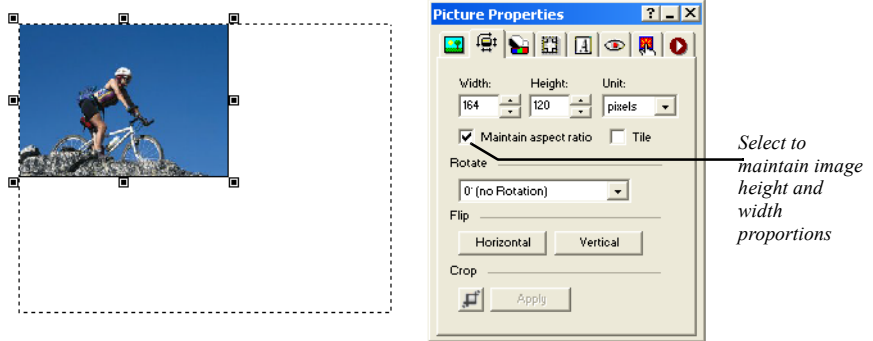 Picture Properties
Width: Height: Unit:
164 120 pixels
Maintain aspect ratio Tile
Rotate
0° (no Rotation)
Flip
Horizontal Vertical
Crop
Apply
Select to
maintain image
height and
width
proportions